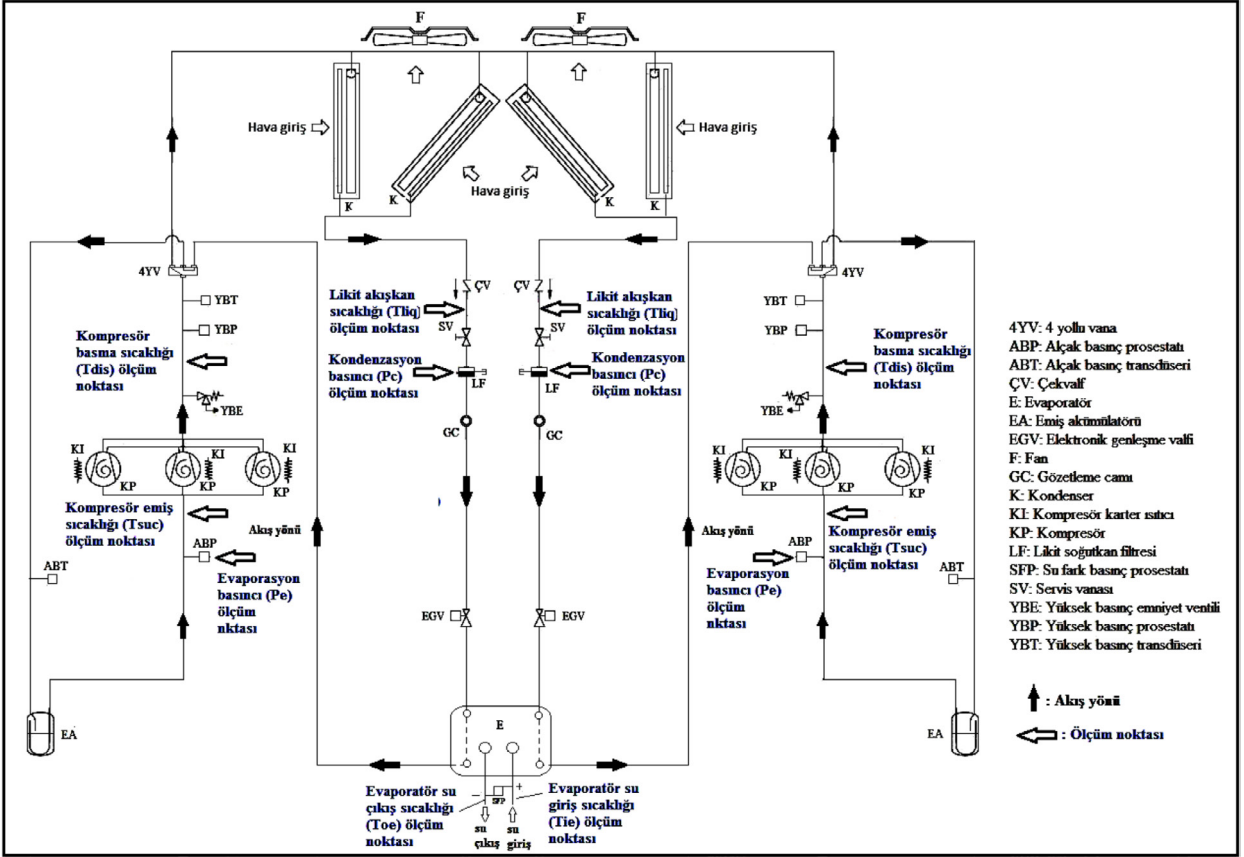 F
F
Hava giriş
Hava giriş
Hava giriş
K
K
K
K
4YV
4YV
YBT
YBP
YBT
YBP
ÇV
ÇV
Likit akışkan
sıcaklığı (Tliq)
ölçüm noktası
SV
Likit akışkan
sıcaklığı (Tliq)
ölçüm noktası
SV
Kompresör
basma sıcaklığı
(Tdis) ölçüm
noktası
Kondenzasyon
basıncı (Pc)
ölçüm noktası
LF
Kondenzasyon
basıncı (Pc)
ölçüm noktası
LF
Kompresör
basma sıcaklığı
(Tdis) ölçüm
noktası
YBE
YBE
GC
GC
KI
KI
KI
KP
KP
KP
KI
KI
KI
KP
KP
KP
Kompresör emiş
sıcaklığı (Tsuc)
ölçüm noktası
Akış yönü
Akış yönü
Kompresör emiş
sıcaklığı (Tsuc)
ölçüm noktası
ABP
ABP
ABT
ABT
Evaporasyon
basıncı (Pe)
ölçüm
nktası
Evaporasyon
basıncı (Pe)
ölçüm
nktası
EGV
EGV
EA
E
EA
Evaporatör su
çıkış sıcaklığı
(Toe) ölçüm
noktası
- SFP +
Evaporatör su
giriş sıcaklığı
(Tie) ölçüm
noktası
su
çıkış
su
giriş
4YV: 4 yollu vana
ABP: Alçak basınç prosestatı
ABT: Alçak basınç transdüseri
ÇV: Çekvalf
E: Evaporatör
EA: Emiş akümülatörü
EGV: Elektronik genleşme valfi
F: Fan
GC: Gözetleme camı
K: Kondenser
KI: Kompresör karter ısıtıcı
KP: Kompresör
LF: Likit soğutkan filtresi
SFP: Su fark basınç prosestatı
SV: Servis vanası
YBE: Yüksek basınç emniyet ventili
YBP: Yüksek basınç prosestatı
YBT: Yüksek basınç transdüseri
: Akış yönü
: Ölçüm noktası